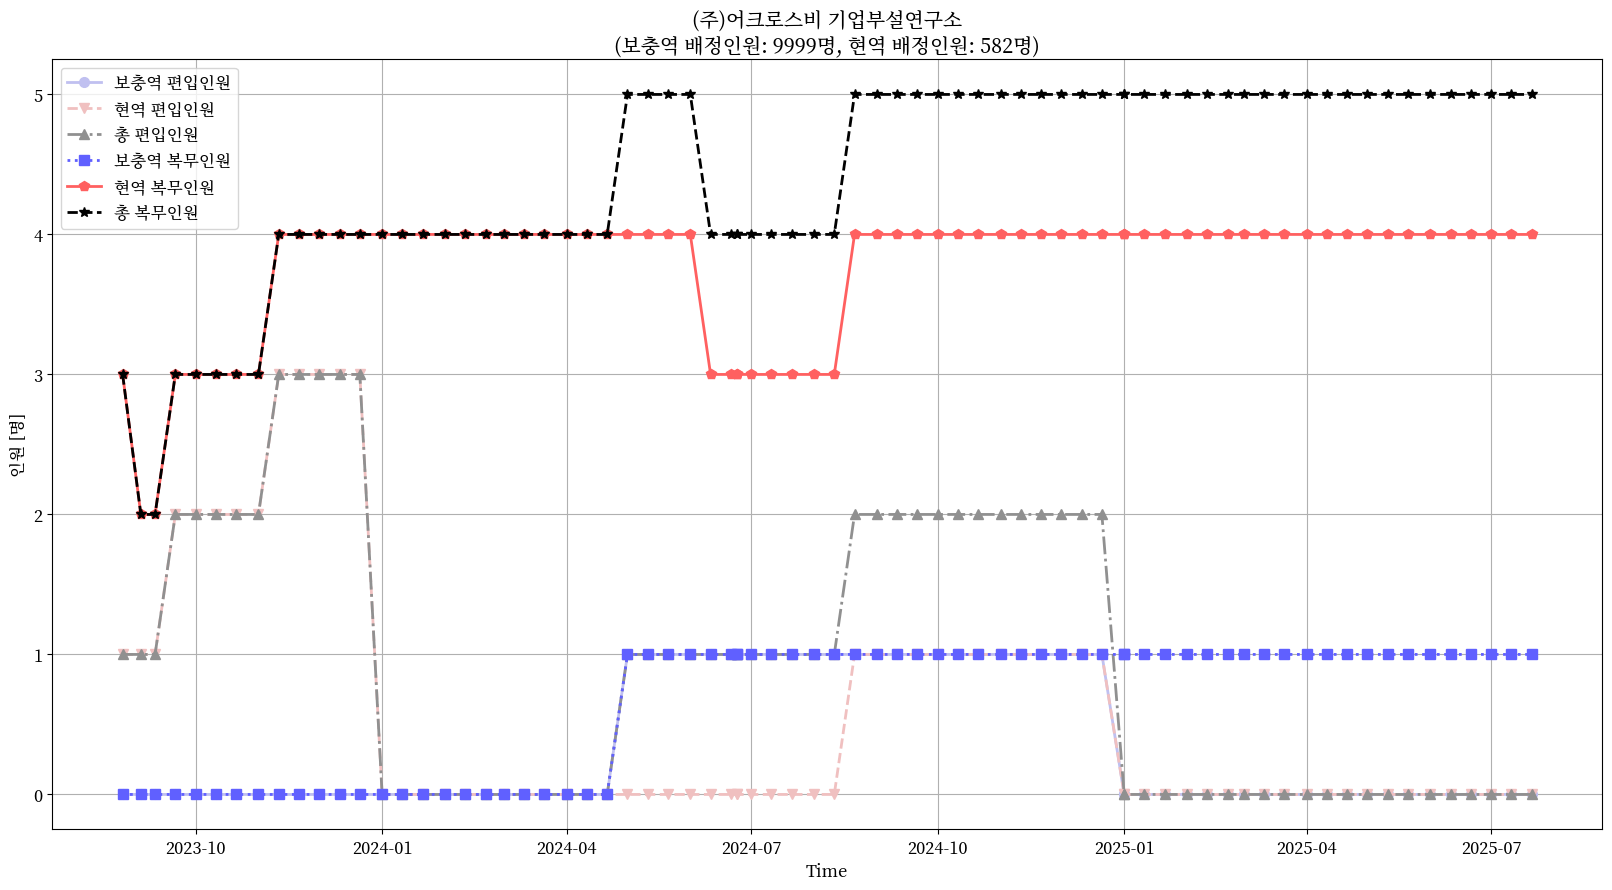 (주)어크로스비 기업부설연구소
(보충역 배정인원: 9999명, 현역 배정인원: 582명)
보충역 편입인원
현역 편입인원
총 편입인원
보충역 복무인원
현역 복무인원
총 복무인원
인원 [명]
5
4
3
2
1
0
2023-10
2024-01
2024-04
2024-07
2024-10
2025-01
2025-04
2025-07
Time